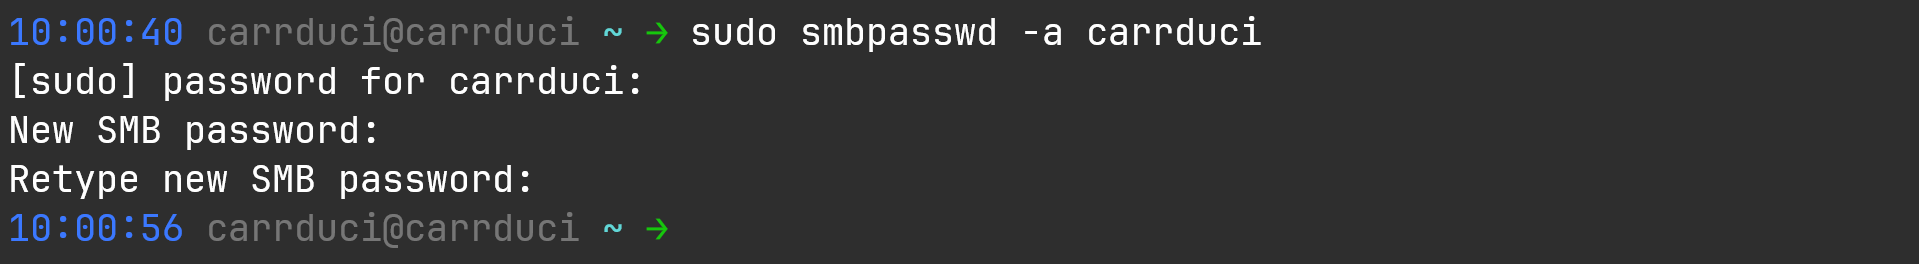 10:00:40 carrduci@carrduci ~ → sudo smbpasswd -a carrduci
[sudo] password for carrduci:
New SMB password:
Retype new SMB password:
10:00:56 carrduci@carrduci ~ →